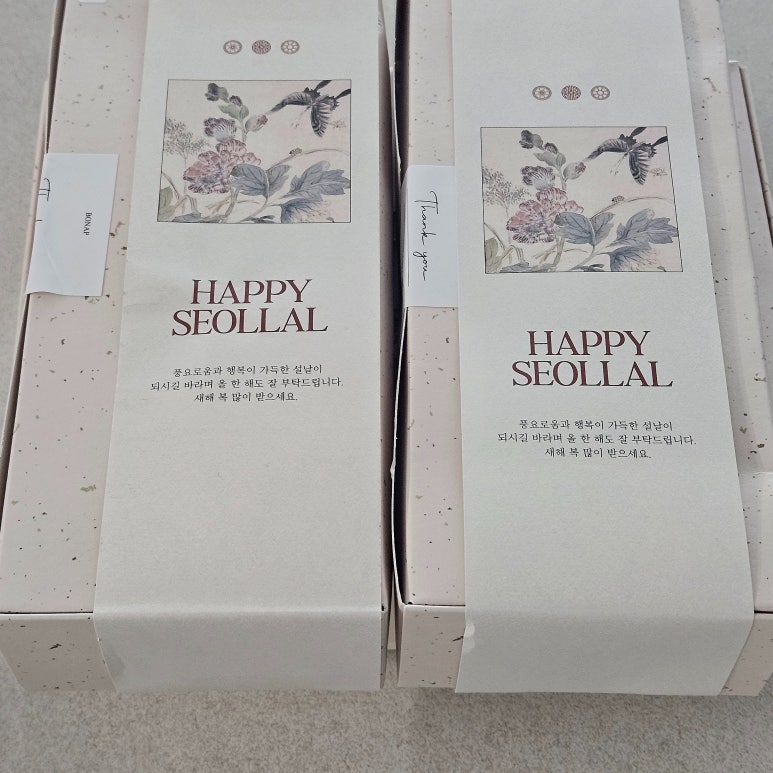 BONAP
HAPPY
SEOLLAL
풍요로움과 행복이 가득한 설날이
되시길 바라며 올 한 해도 잘 부탁드립니다.
새해 복 많이 받으세요.
Thank you
HAPPY
SEOLLAL
풍요로움과 행복이 가득한 설날이
되시길 바라며 올 한 해도 잘 부탁드립니다.
새해 복 많이 받으세요.